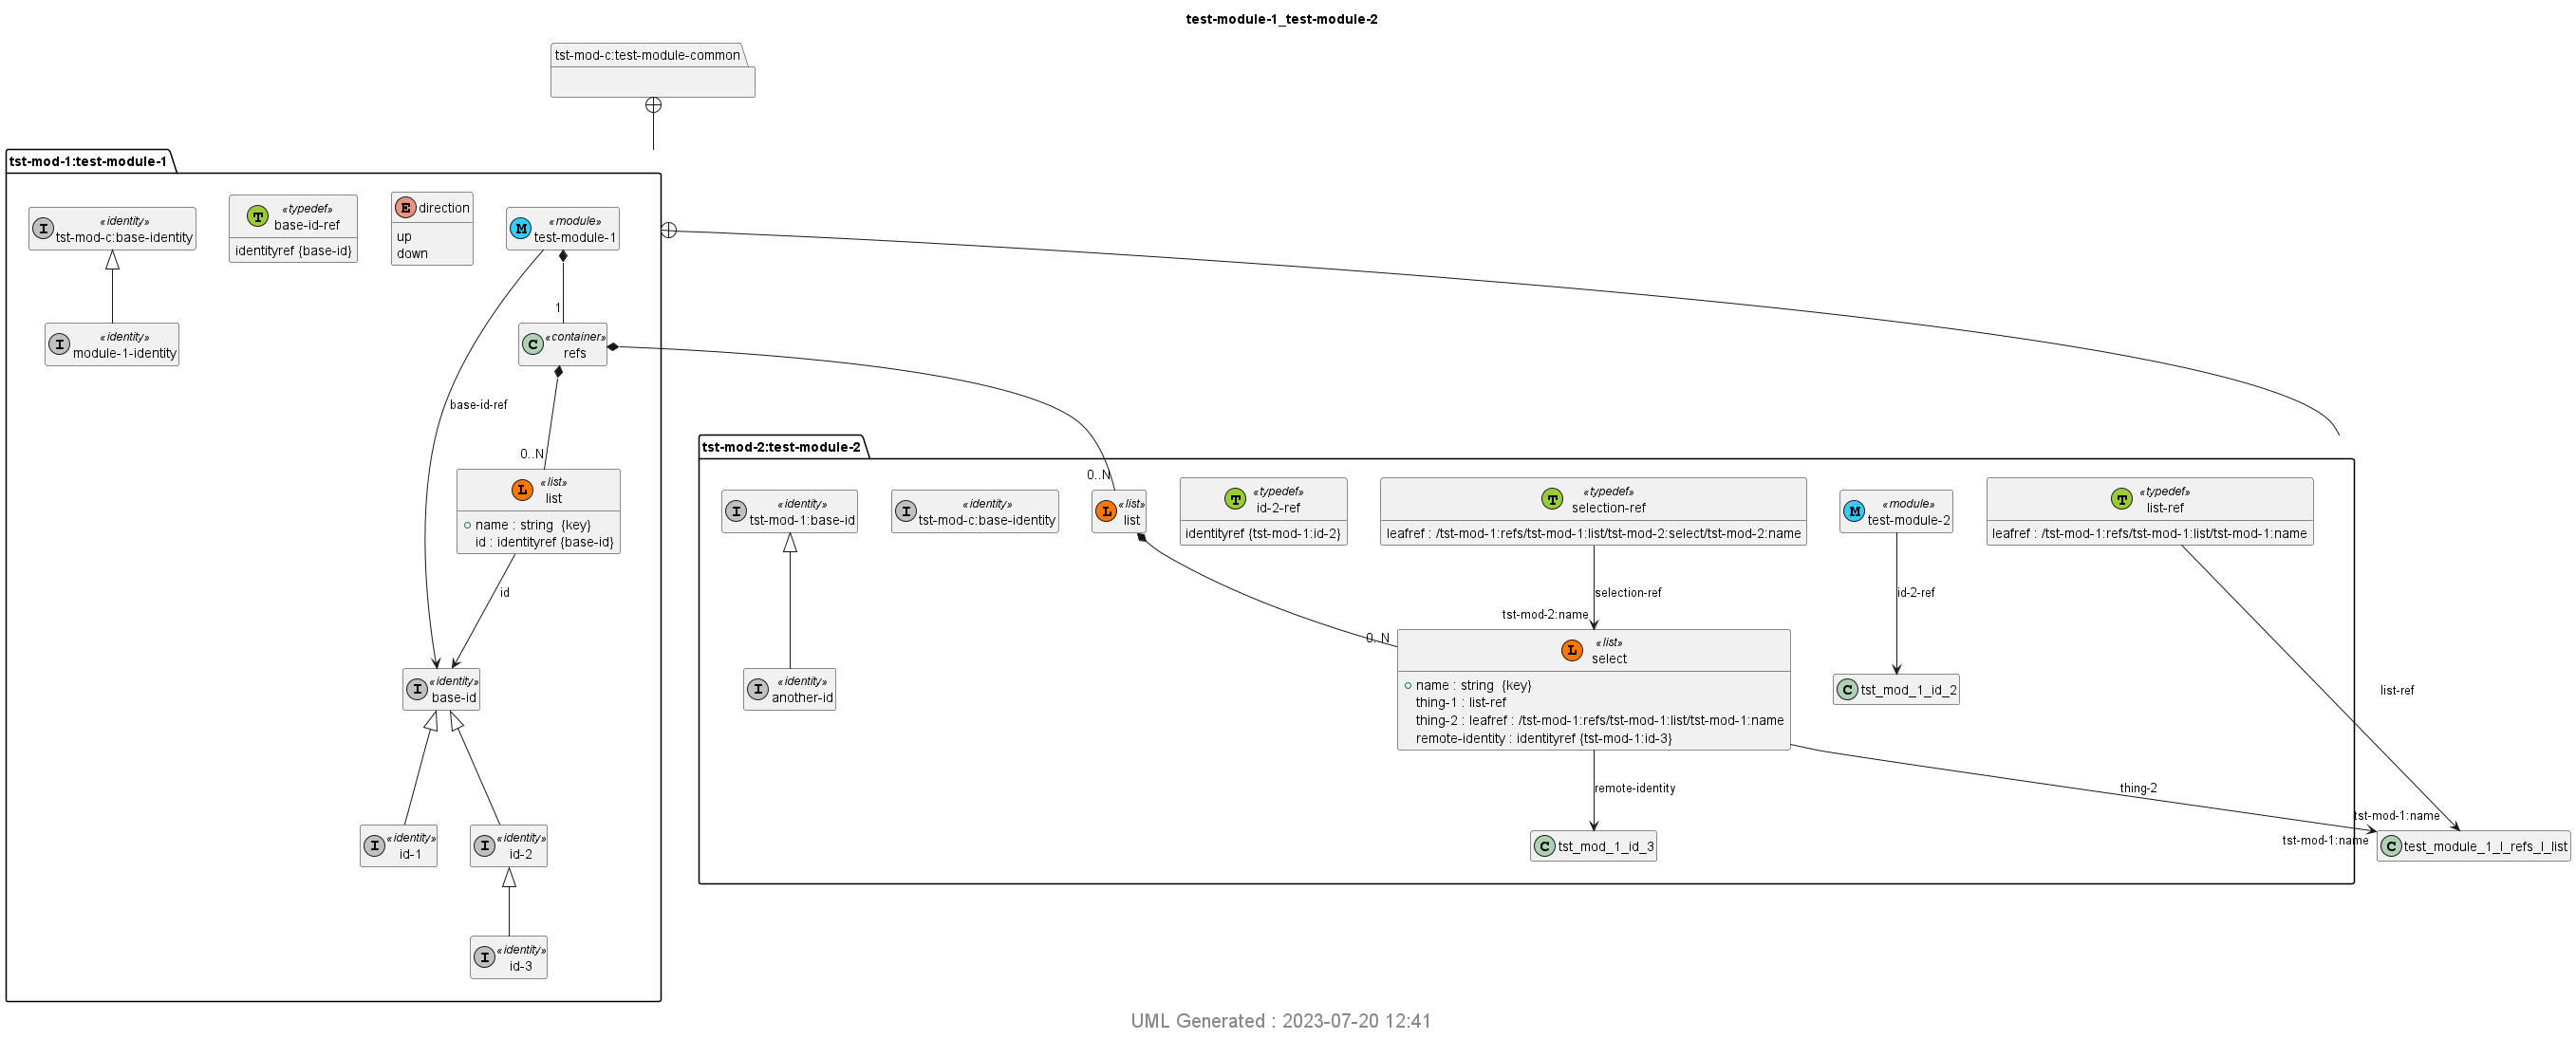 test-module-1_test-module-2
tst-mod-c:test-module-common
tst-mod-1:test-module-1
I
«identity»
tst-mod-c:base-identity
T
«typedef»
base-id-ref
identityref {base-id}
E direction
up
down
M
«module»
test-module-1
1
I
«identity»
module-1-identity
C
«container»
refs
base-id-ref
0..N
L
«list»
list
name : string {key}
id : identityref {base-id}
id
I
«identity»
base-id
I
«identity»
id-1
I
«identity»
id-2
I
«identity»
id-3
tst-mod-2:test-module-2
I
«identity»
tst-mod-1:base-id
I
«identity»
tst-mod-c:base-identity
0..N
L
«list»
list
T
«typedef»
id-2-ref
identityref {tst-mod-1:id-2}
T
«typedef»
selection-ref
leafref : /tst-mod-1:refs/tst-mod-1:list/tst-mod-2:select/tst-mod-2:name
M
«module»
test-module-2
T
«typedef»
list-ref
leafref : /tst-mod-1:refs/tst-mod-1:list/tst-mod-1:name
selection-ref
tst-mod-2:name
id-2-ref
0..N
I
«identity»
another-id
L
«list»
select
name : string {key}
thing-1 : list-ref
thing-2 : leafref : /tst-mod-1:refs/tst-mod-1:list/tst-mod-1:name
remote-identity : identityref {tst-mod-1:id-3}
C tst_mod_1_id_2
list-ref
remote-identity
thing-2
tst-mod-1:name
tst-mod-1:name
C tst_mod_1_id_3
C test_module_1_I_refs_I_list
UML Generated : 2023-07-20 12:41